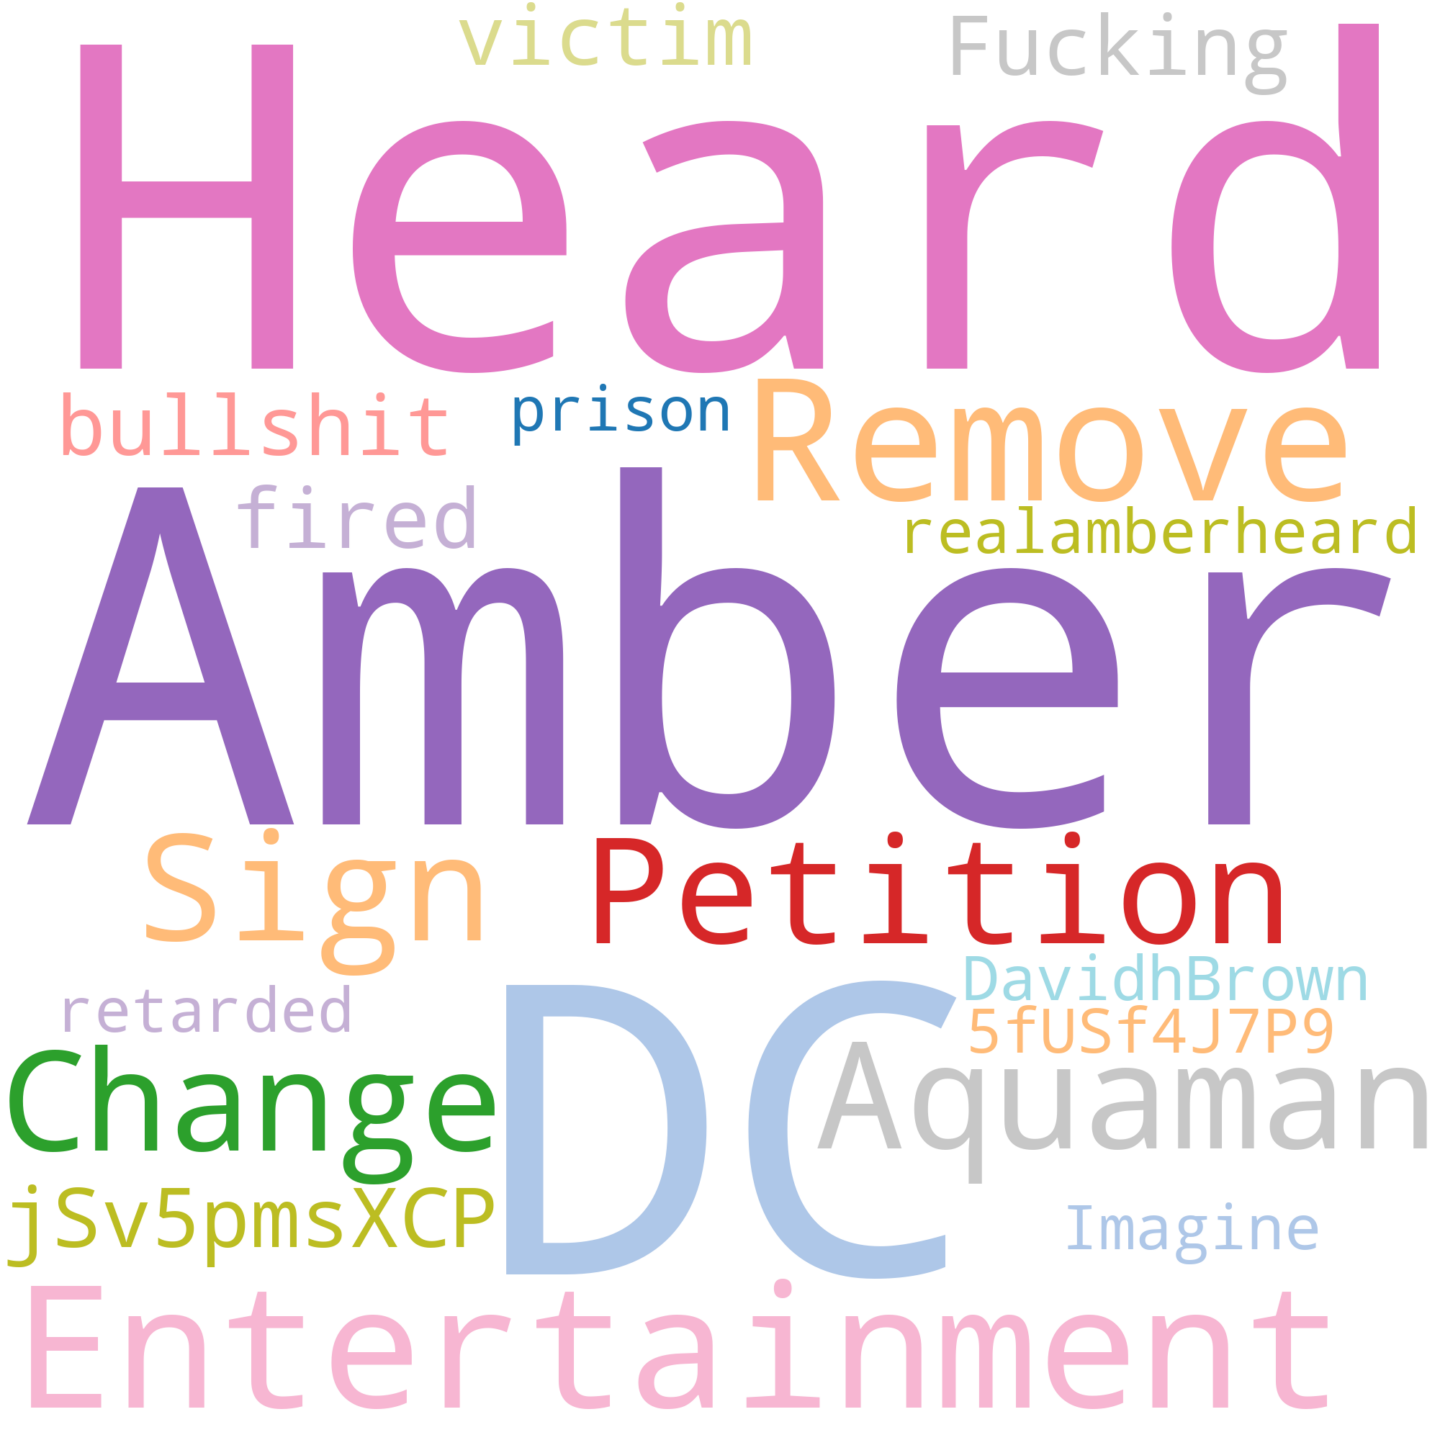 victim
Fucking
Heard
bullshit
prison
Remove
fired
realamberheard
Amber
Sign
Petition
DavidhBrown
retarded
5fUSf4J7P9
DC
Change
Aquaman
jSv5pmsXCP
Imagine
Entertainment